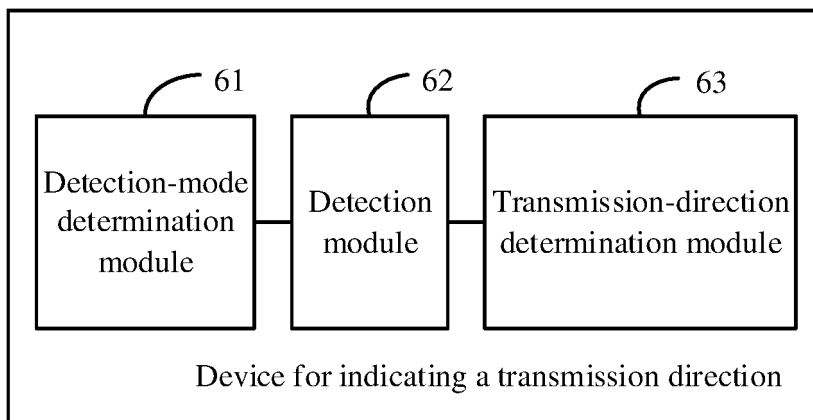 61
62
63
Detection-mode
determination
module
Detection
module
Transmission-direction
determination module
Device for indicating a transmission direction